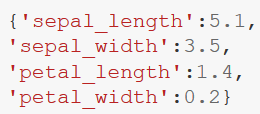 {'sepal_length':5.1,
'sepal_width':3.5,
'petal_length':1.4,
'petal_width':0.2}